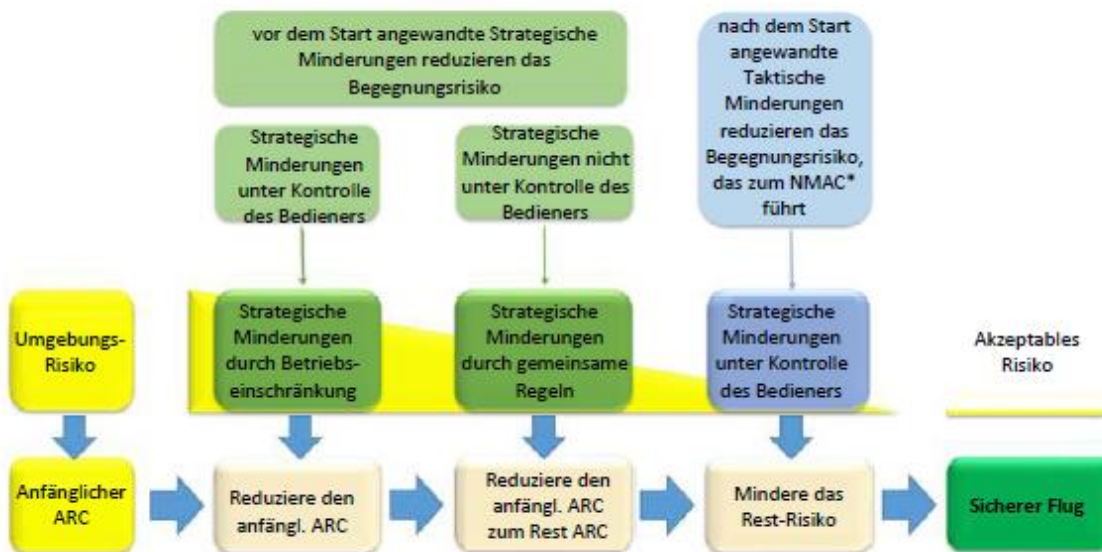 vor dem Start angewandte Strategische
Minderungen reduzieren das
Begegnungsrisiko
nach dem Start
angewandte
Taktische
Minderungen
reduzieren das
Begegnungsrisiko,
das zum NMAC*
führt
Strategische
Minderungen
unter Kontrolle
des Bedieners
Strategische
Minderungen nicht
unter Kontrolle des
Bedieners
Umgebungs-
Risiko
Strategische
Minderungen
durch Betriebs-
einschränkung
Strategische
Minderungen
durch gemeinsame
Regeln
Strategische
Minderungen
unter Kontrolle
des Bedieners
Akzeptables
Risiko
Anfänglicher
ARC
Reduziere den
anfängl. ARC
Reduziere den
anfängl. ARC
zum Rest ARC
Mindere das
Rest-Risiko
Sicherer Flug